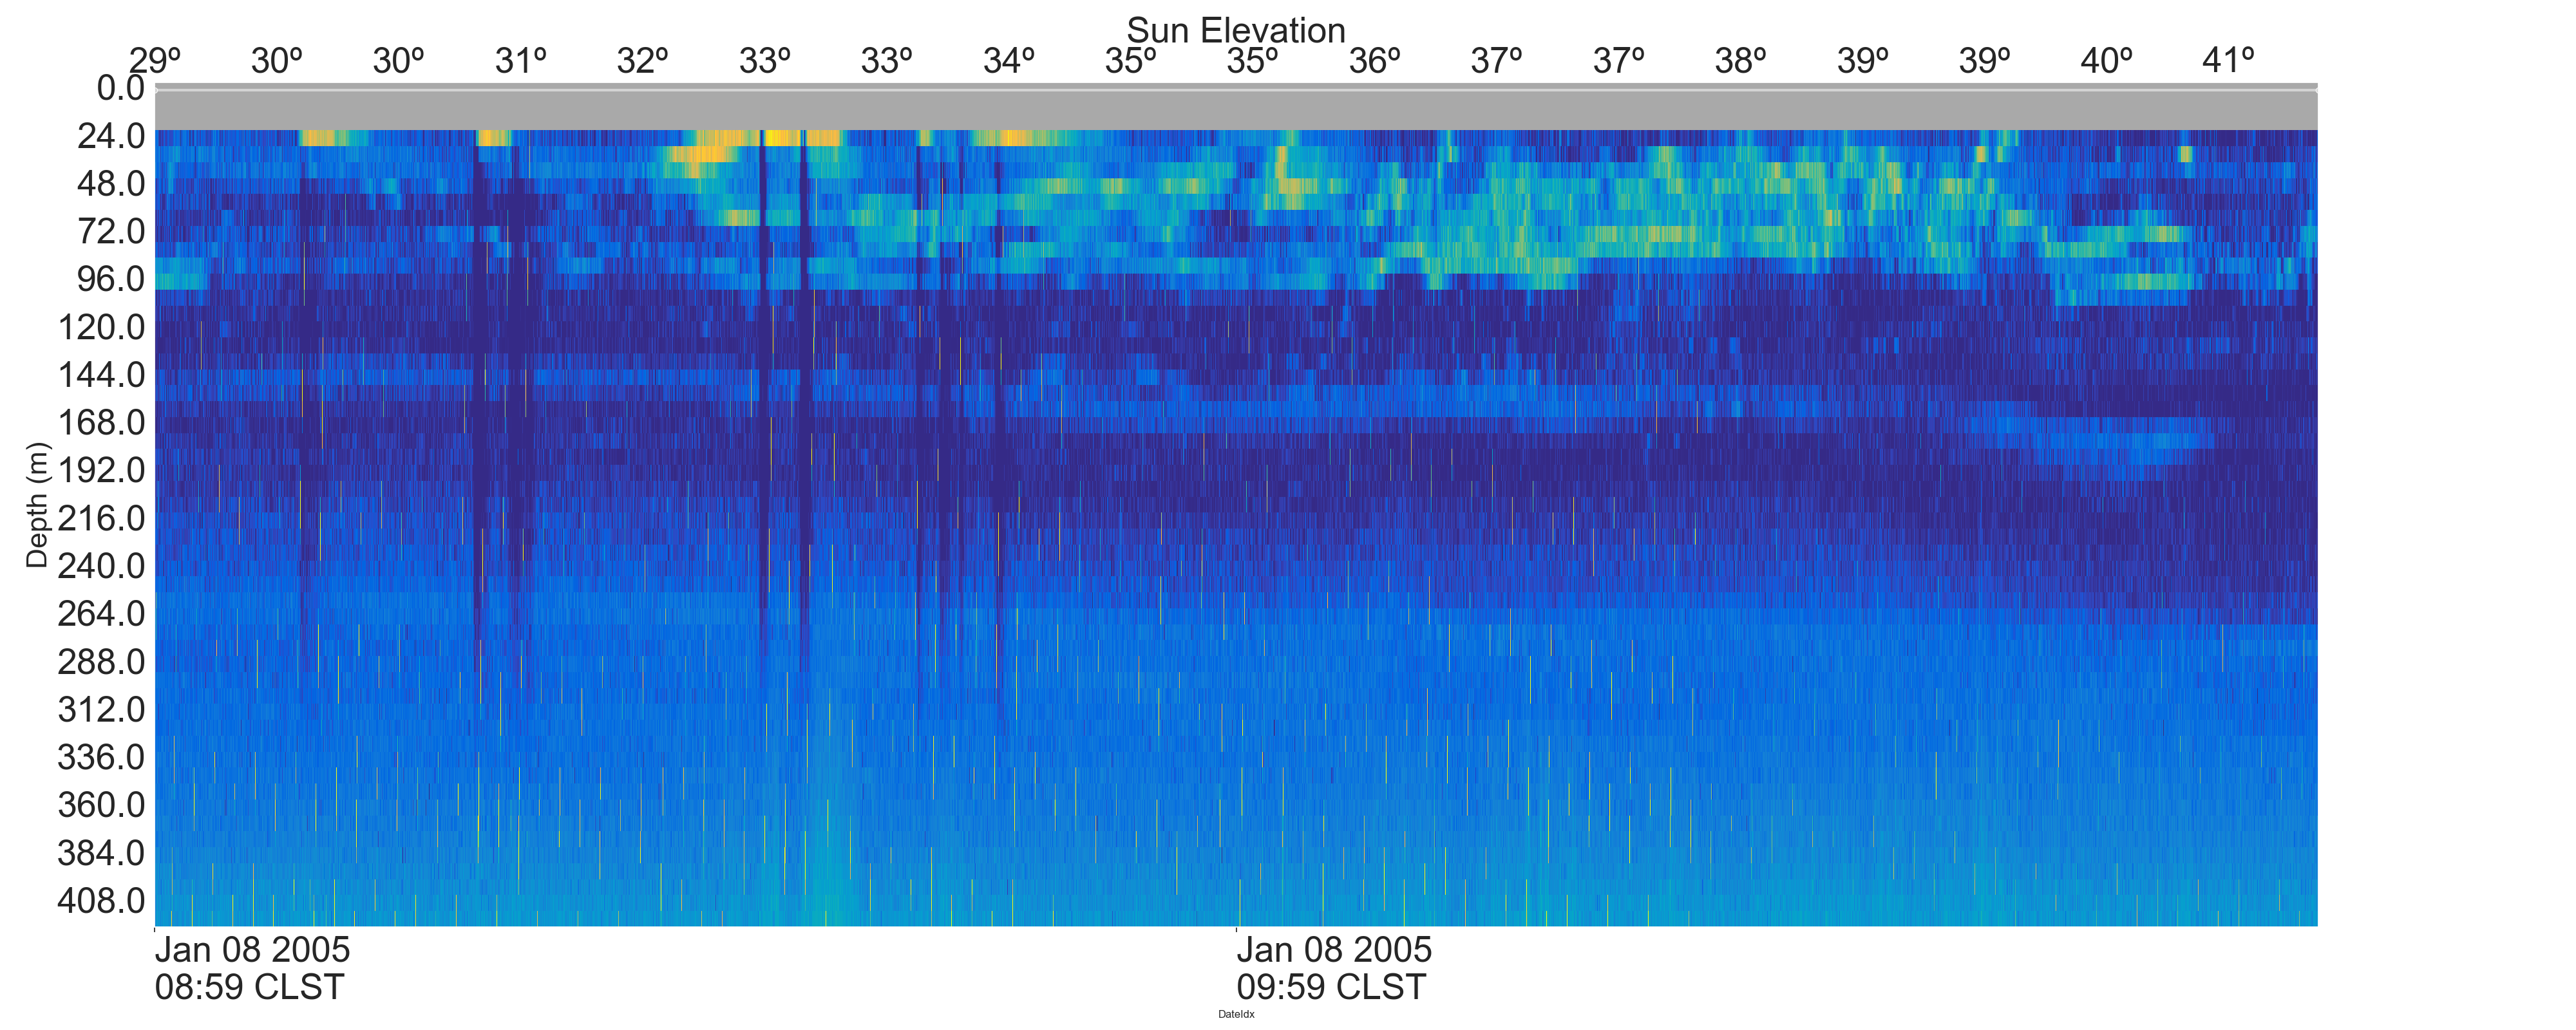 Sun Elevation
29º 30º 30º 31º 32º 33º 33º 34º 35º 35º 36º 37º 37º 38º 39º 39º 40º 41º
0.0
24.0
48.0
72.0
96.0
120.0
144.0
168.0
192.0
216.0
240.0
264.0
288.0
312.0
336.0
360.0
384.0
408.0
Depth (m)
Jan 08 2005
08:59 CLST
Jan 08 2005
09:59 CLST
DateIdx